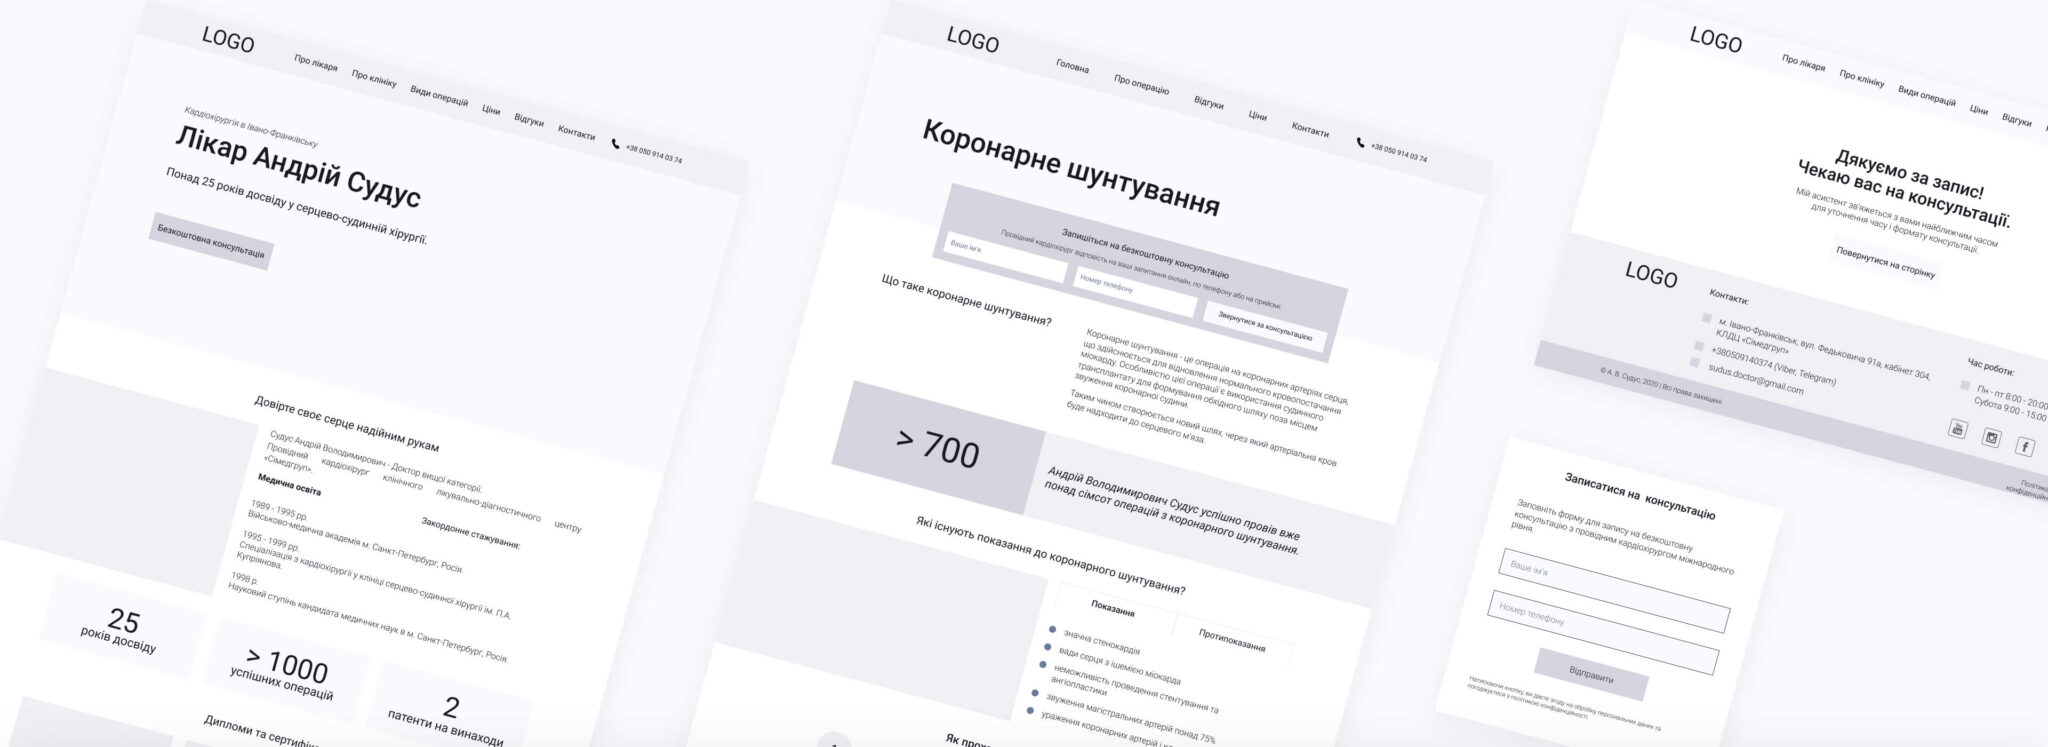 LOGO
Про лікаря
Про клініку
Види операцій
Ціни
Відгуки
Контакти
+38 050 914 03 74
Кардіохірургія в Івано-Франківську
Лікар Андрій Судус
Понад 25 років досвіду у серцево-судинній хірургії.
Безкоштовна консультація
Довірте своє серце надійним рукам
Судус Андрій Володимирович - Доктор вищої категорії.
Провідний кардіохірург клінічного лікувально-діагностичного центру
«Сімедгруп».
Медична освіта
Закордонне стажування:
1989 - 1995 рр.
Військово-медична академія м. Санкт-Петербург, Росія.
1995 - 1999 рр.
Спеціалізація з кардіохірургії у клініці серцево-судинної хірургії ім. П.А.
Купріянова.
1998 р.
Науковий ступінь кандидата медичних наук в м. Санкт-Петербург, Росія.
25
років досвіду
> 1000
успішних операцій
2
патенти на винаходи
Дипломи та сертифік
LOGO
Головна
Про операцію
Відгуки
Ціни
Контакти
+38 050 914 03 74
Коронарне шунтування
Запишіться на безкоштовну консультацію
Провідний кардіохірург відповість на ваші запитання онлайн, по телефону або на прийомі.
Ваше ім'я
Номер телефону
Звернутися за консультацією
Що таке коронарне шунтування?
Коронарне шунтування - це операція на коронарних артеріях серця,
що здійснюється для відновлення нормального кровопостачання
міокарду. Особливістю цієї операції є використання судинного
трансплантату для формування обхідного шляху поза місцем
звуження коронарної судини.
Таким чином створюється новий шлях, через який артеріальна кров
буде надходити до серцевого м'яза.
> 700
Андрій Володимирович Судус успішно провів вже
понад сімсот операцій з коронарного шунтування.
Які існують показання до коронарного шунтування?
Показання
Протипоказання
значна стенокардія
вади серця з ішемією міокарда
неможливість проведення стентування та
ангіопластики
звуження магістральних артерій понад 75%
ураження коронарних артерій і
Як прох
LOGO
Про лікаря
Про клініку
Види операцій
Ціни
Відгуки
Дякуємо за запис!
Чекаю вас на консультації.
Мій асистент зв'яжеться з вами найближчим часом
для уточнення часу і формату консультації.
Повернутися на сторінку
LOGO
Контакти:
м. Івано-Франківськ, вул. Федьковича 91а, кабінет 304,
КЛДЦ «Сімедгруп»
+380509140374 (Viber, Telegram)
sudus.doctor@gmail.com
Час роботи:
Пн - пт 8:00 - 20:00
Субота 9:00 - 15:00
© А. В. Судус, 2020 | Всі права захищені
Політика
конфіденційн
Записатися на консультацію
Заповніть форму для запису на безкоштовну
консультацію з провідним кардіохірургом міжнародного
рівня.
Ваше ім'я
Номер телефону
Відправити
Натискаючи кнопку, ви даєте згоду на обробку персональних даних та
погоджуєтеся з політикою конфіденційності.